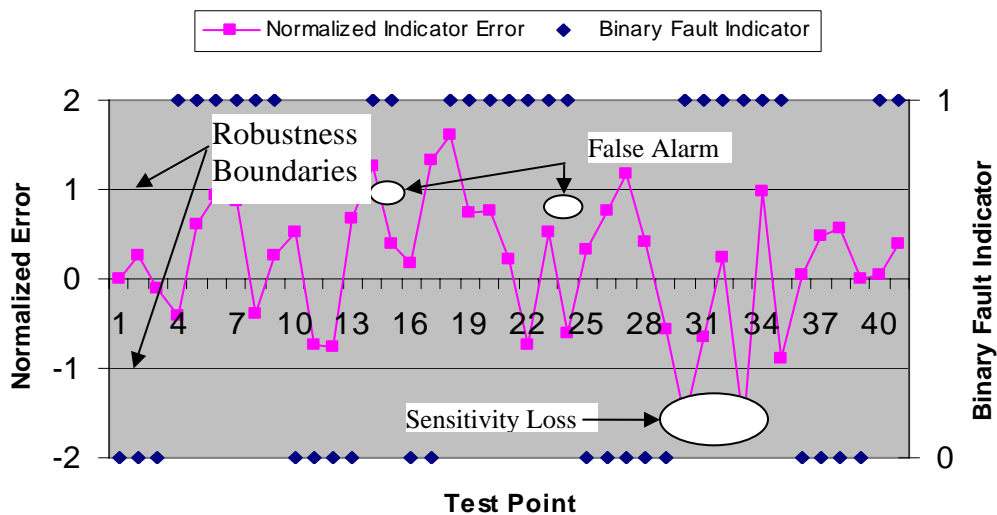 Normalized Indicator Error
Binary Fault Indicator
2
1
0
-1
-2
Normalized Error
Robustness
Boundaries
False Alarm
Sensitivity Loss
1 4 7 10 13 16 19 22 25 28 31 34 37 40
Test Point
1
0
Binary Fault Indicator